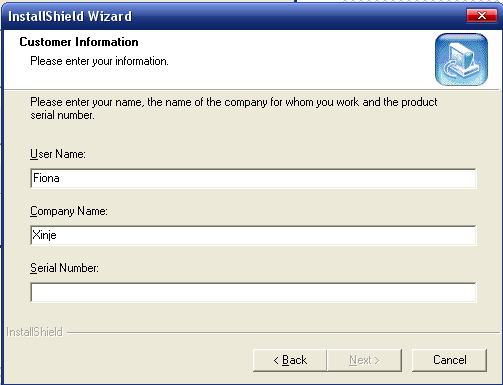 InstallShield Wizard
Customer Information
Please enter your information.
Please enter your name, the name of the company for whom you work and the product
serial number.
User Name:
Fiona
Company Name:
Xinje
Serial Number:
InstallShield
< Back Next > Cancel